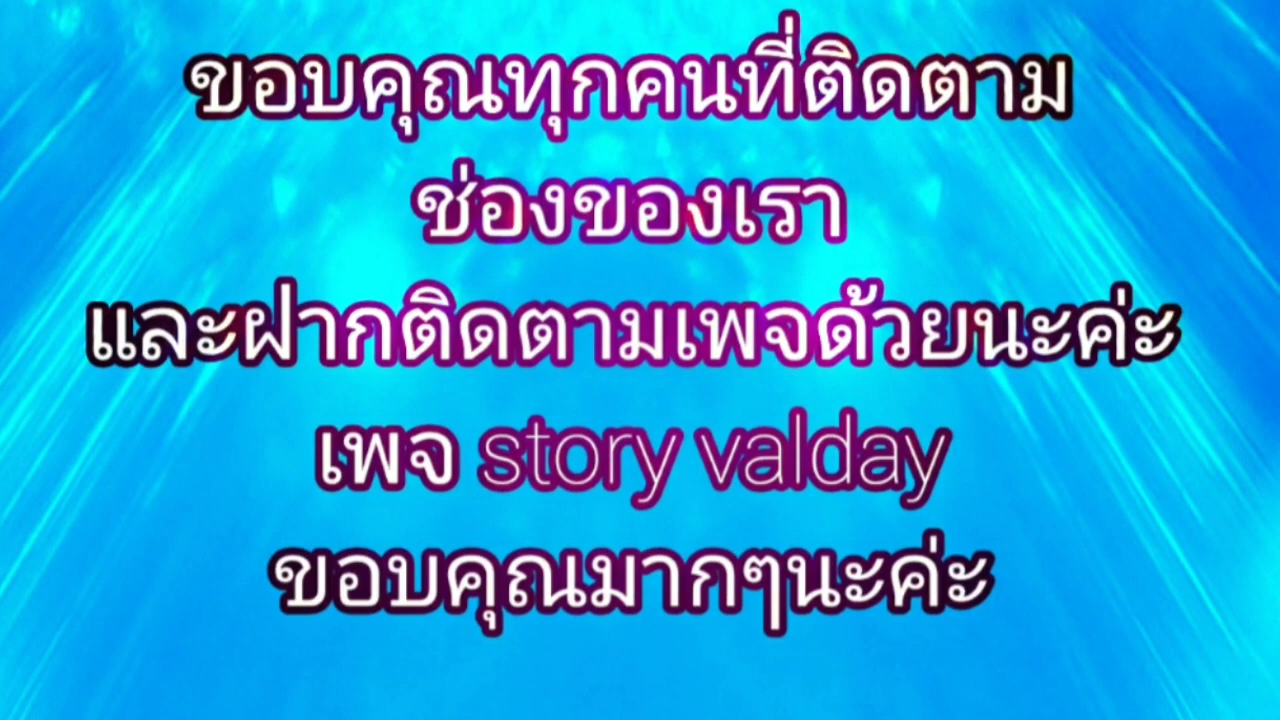 ขอบคุณทุกคนที่ติดตาม
ช่องของเรา
และฝากติดตามเพจด้วยนะค่ะ
เพจ story valday
ขอบคุณมากๆนะค่ะ